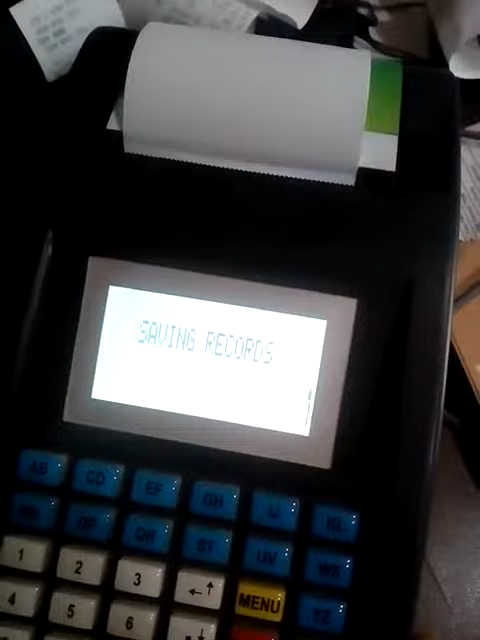 SAVING RECORDS
AB CD EF GH IJ KL
MN OP QR ST UV WX
1 2 3 ←↑ MENU YZ
4 5 6